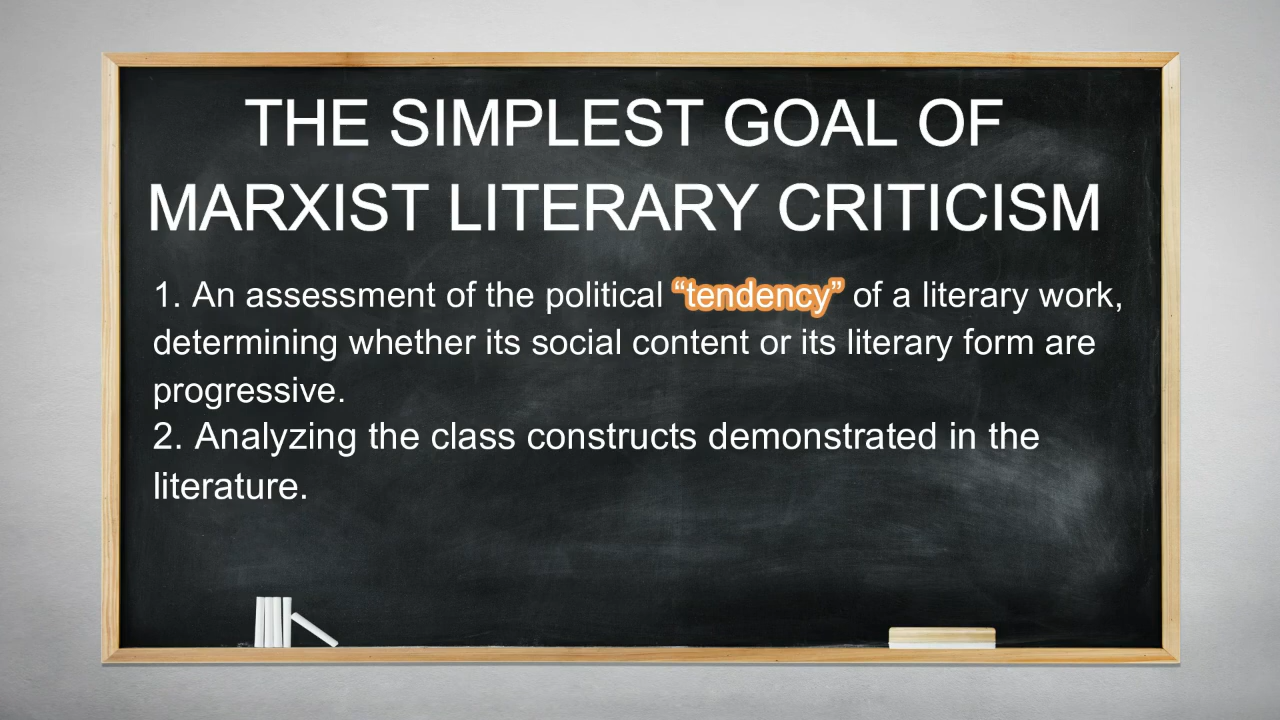 THE SIMPLEST GOAL OF
MARXIST LITERARY CRITICISM
1. An assessment of the political “tendency” of a literary work,
determining whether its social content or its literary form are
progressive.
2. Analyzing the class constructs demonstrated in the
literature.